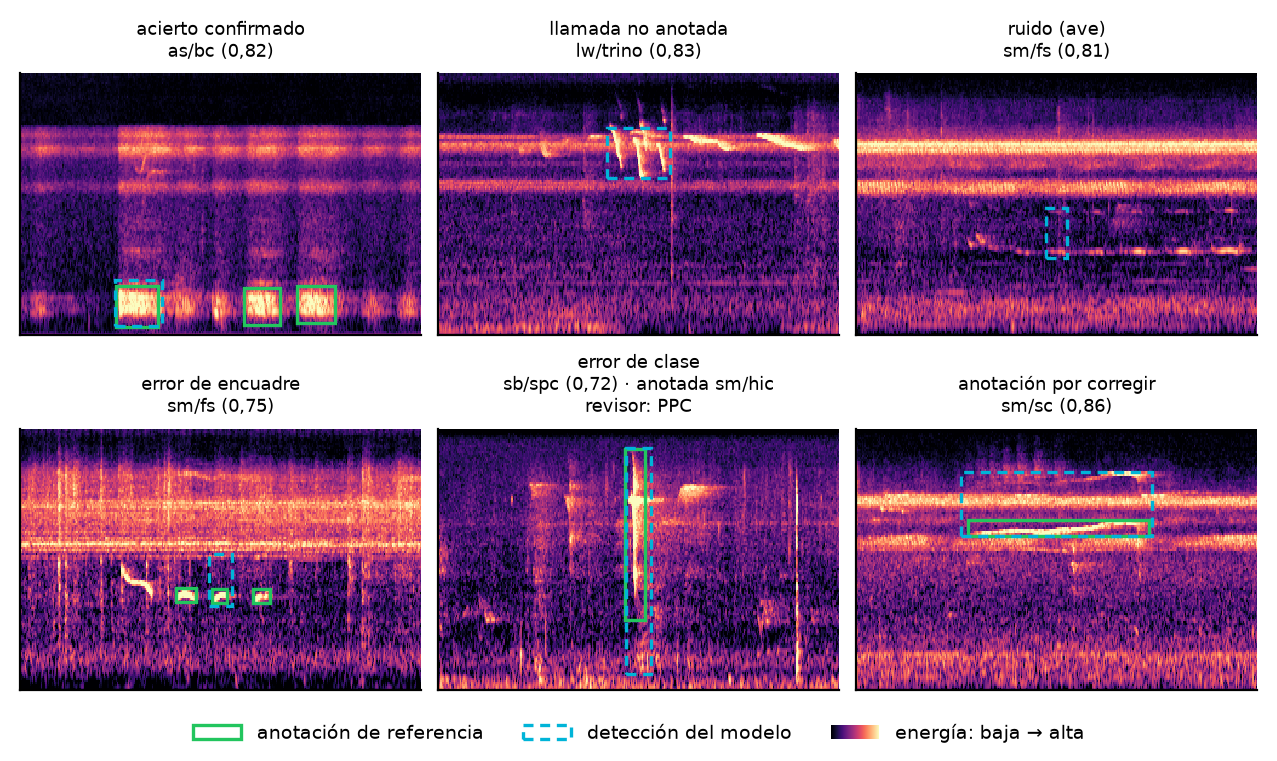 acierto confirmado
as/bc (0,82)
llamada no anotada
lw/trino (0,83)
ruido (ave)
sm/fs (0,81)
error de encuadre
sm/fs (0,75)
error de clase
sb/spc (0,72) · anotada sm/hic
revisor: PPC
anotación por corregir
sm/sc (0,86)
anotación de referencia
detección del modelo
energía: baja → alta